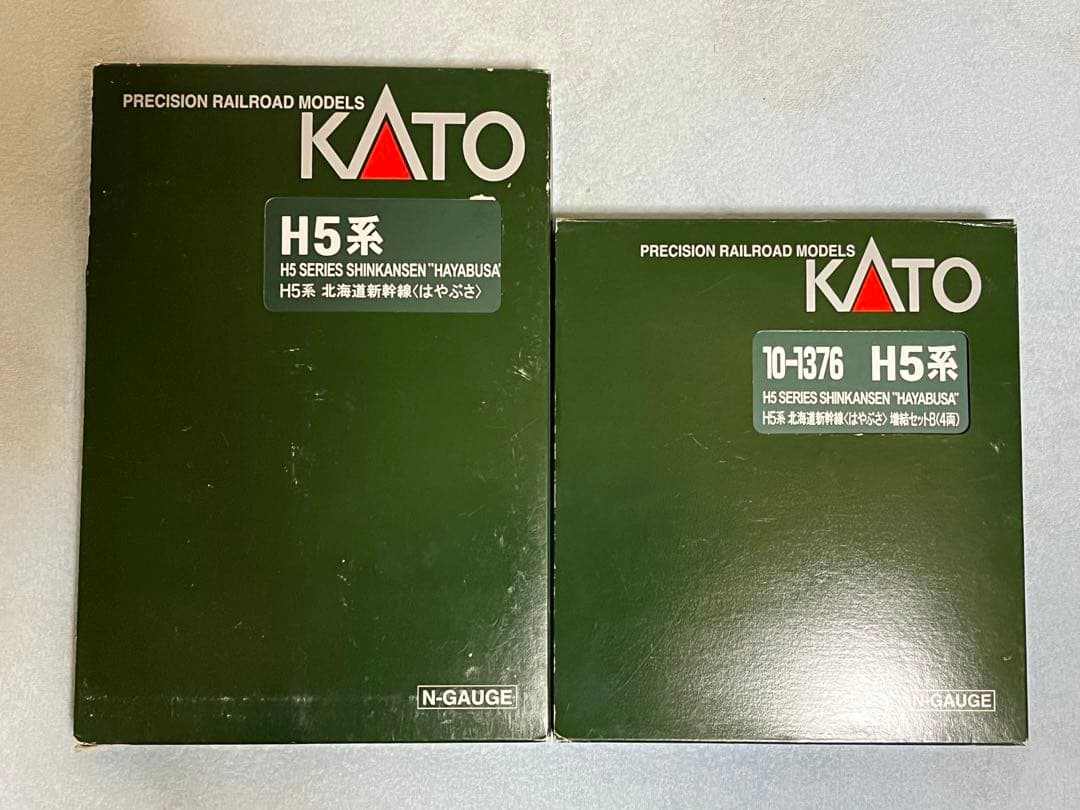 PRECISION RAILROAD MODELS
KATO
H5系
H5 SERIES SHINKANSEN "HAYABUSA"
H5系 北海道新幹線〈はやぶさ〉
N-GAUGE
PRECISION RAILROAD MODELS
KATO
10-1376 H5系
H5 SERIES SHINKANSEN "HAYABUSA"
H5系 北海道新幹線〈はやぶさ〉 増結セットB(4両)
N-GAUGE